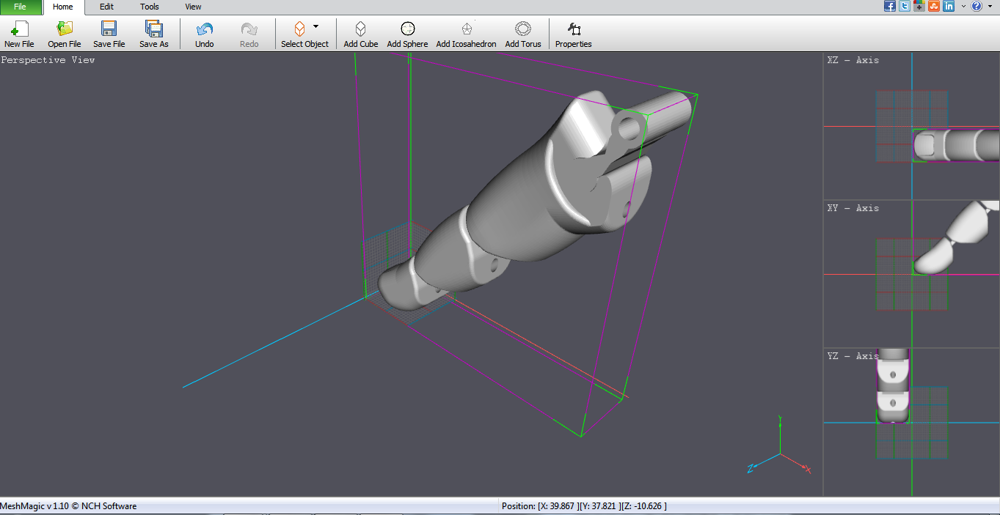 File Home Edit Tools View
New File Open File Save File Save As Undo Redo Select Object Add Cube Add Sphere Add Icosahedron Add Torus Properties
Perspective View
XZ - Axis
XY - Axis
YZ - Axis
Y
Z X
MeshMagic v 1.10 © NCH Software Position: [X: 39.867 ][Y: 37.821 ][Z: -10.626 ]